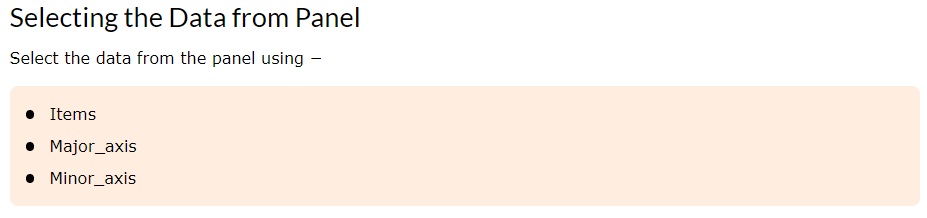 Selecting the Data from Panel
Select the data from the panel using −
Items
Major_axis
Minor_axis